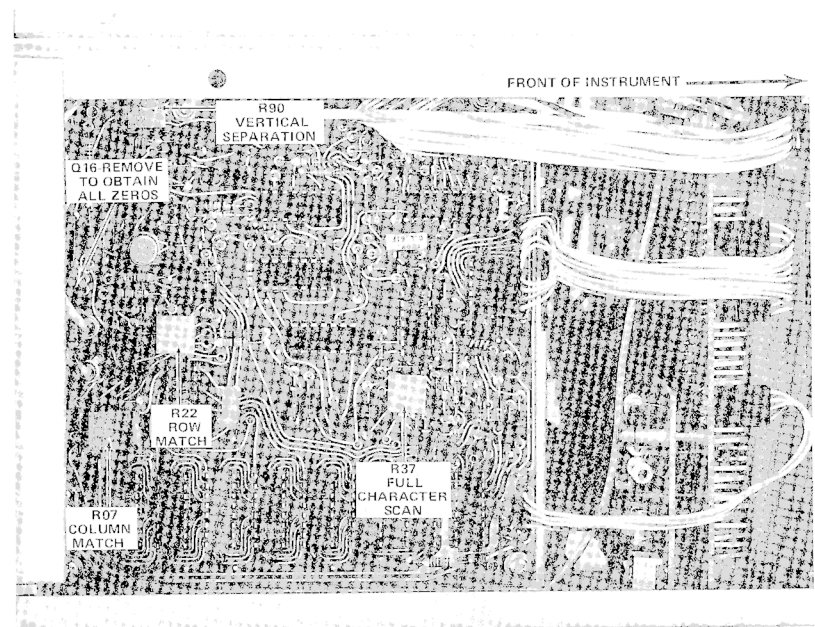 FRONT OF INSTRUMENT
R90
VERTICAL
SEPARATION
Q16-REMOVE
TO OBTAIN
ALL ZEROS
R22
ROW
MATCH
R37
FULL
CHARACTER
SCAN
R07
COLUMN
MATCH